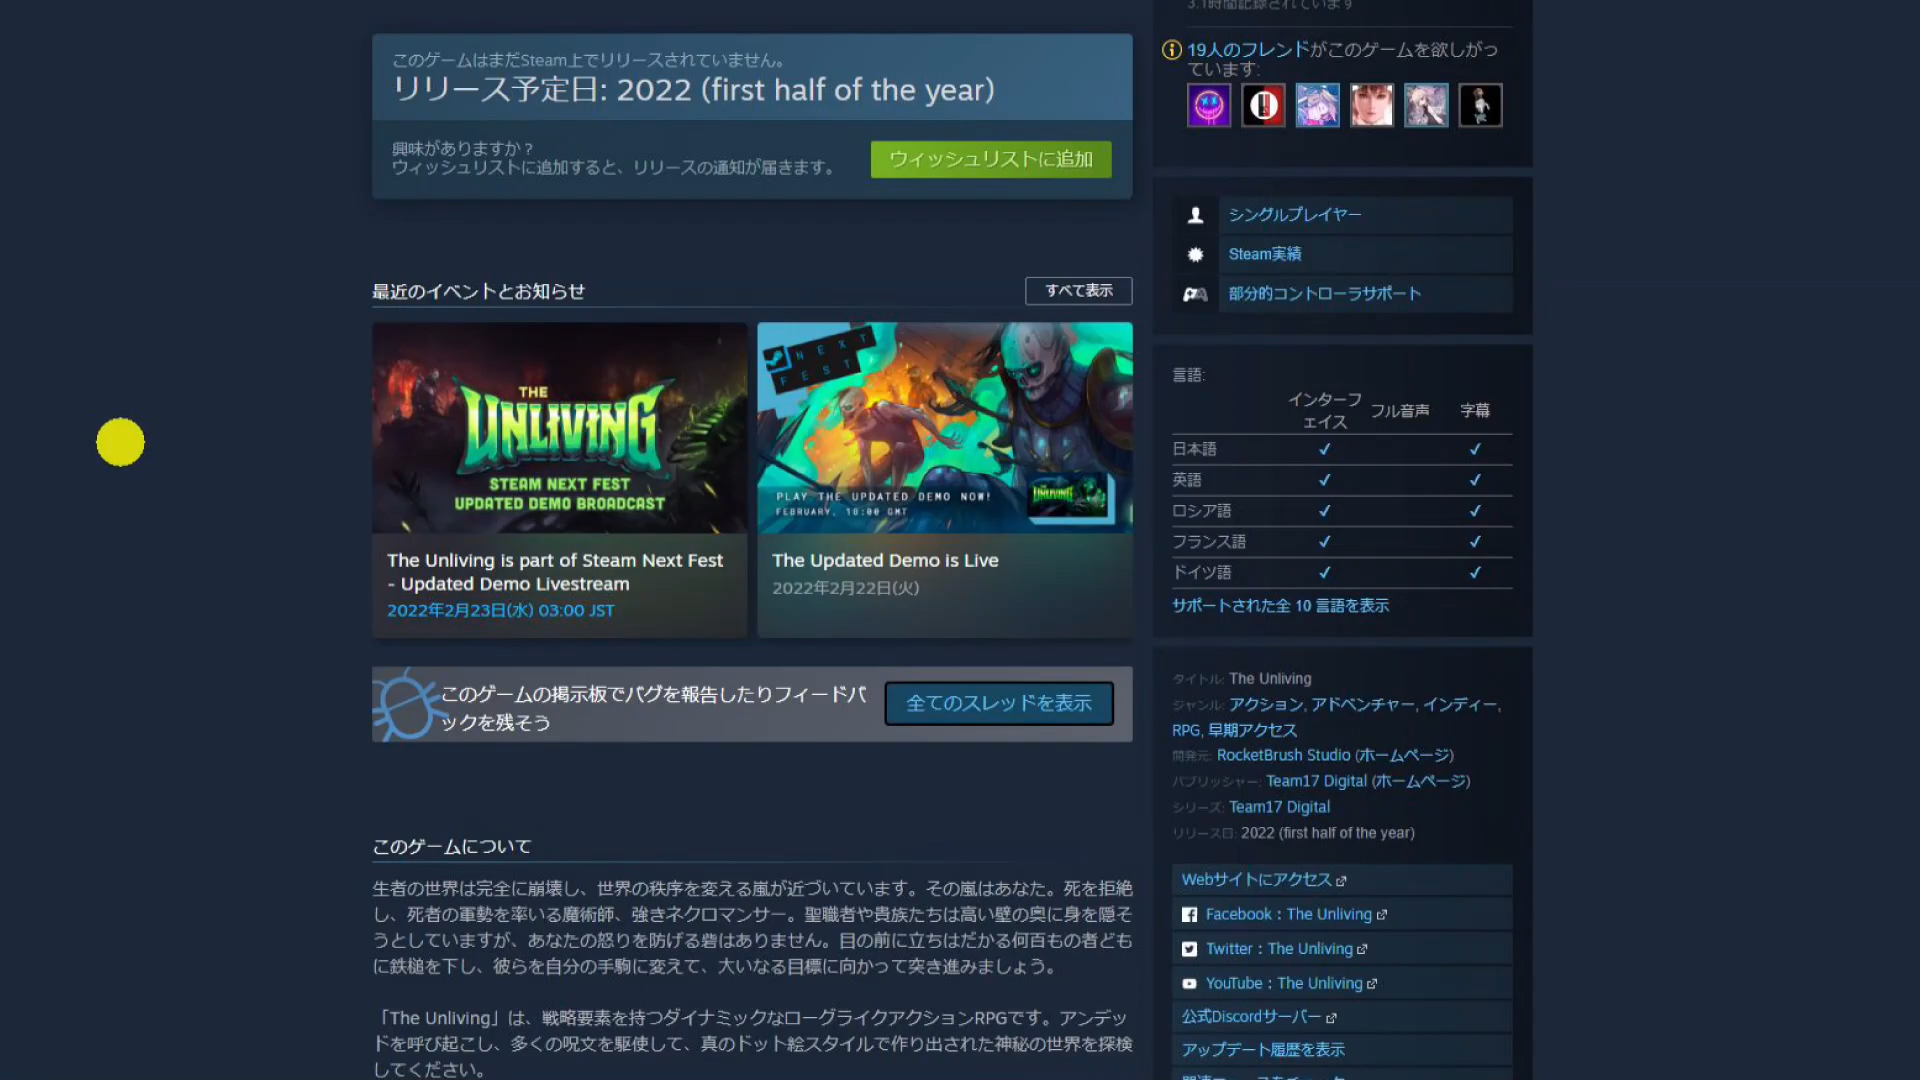 3.1時間記録されています
このゲームはまだSteam上でリリースされていません。
リリース予定日: 2022 (first half of the year)
興味がありますか？
ウィッシュリストに追加すると、リリースの通知が届きます。
ウィッシュリストに追加
最近のイベントとお知らせ
すべて表示
THE
UNLIVING
STEAM NEXT FEST
UPDATED DEMO BROADCAST
The Unliving is part of Steam Next Fest
- Updated Demo Livestream
2022年2月23日(水) 03:00 JST
NEXT
FEST
PLAY THE UPDATED DEMO NOW!
FEBRUARY, 18:00 GMT
UNLIVING
The Updated Demo is Live
2022年2月22日(火)
このゲームの掲示板でバグを報告したりフィードバ
ックを残そう
全てのスレッドを表示
このゲームについて
生者の世界は完全に崩壊し、世界の秩序を変える嵐が近づいています。その嵐はあなた。死を拒絶
し、死者の軍勢を率いる魔術師、強きネクロマンサー。聖職者や貴族たちは高い壁の奥に身を隠そ
うとしていますが、あなたの怒りを防げる砦はありません。目の前に立ちはだかる何百もの者ども
に鉄槌を下し、彼らを自分の手駒に変えて、大いなる目標に向かって突き進みましょう。
「The Unliving」は、戦略要素を持つダイナミックなローグライクアクションRPGです。アンデッ
ドを呼び起こし、多くの呪文を駆使して、真のドット絵スタイルで作り出された神秘の世界を探検
してください。
19人のフレンドがこのゲームを欲しがっ
ています:
シングルプレイヤー
Steam実績
部分的コントローラサポート
言語:
インターフ
ェイス
フル音声
字幕
日本語 ✓ ✓
英語 ✓ ✓
ロシア語 ✓ ✓
フランス語 ✓ ✓
ドイツ語 ✓ ✓
サポートされた全 10 言語を表示
タイトル: The Unliving
ジャンル: アクション, アドベンチャー, インディー,
RPG, 早期アクセス
開発元: RocketBrush Studio (ホームページ)
パブリッシャー: Team17 Digital (ホームページ)
シリーズ: Team17 Digital
リリース日: 2022 (first half of the year)
Webサイトにアクセス
Facebook：The Unliving
Twitter：The Unliving
YouTube：The Unliving
公式Discordサーバー
アップデート履歴を表示